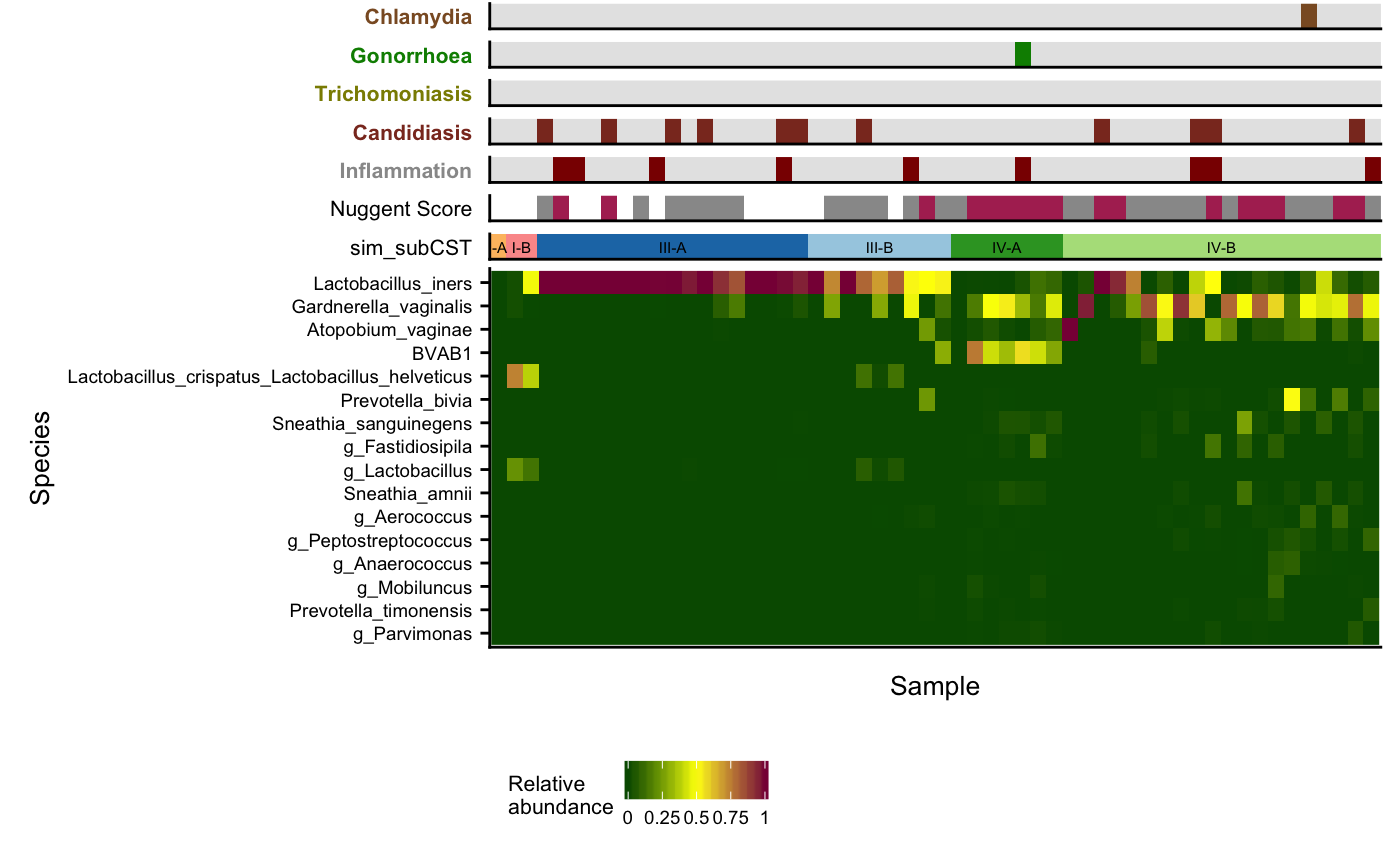 Chlamydia
Gonorrhoea
Trichomoniasis
Candidiasis
Inflammation
Nuggent Score
sim_subCST
-A I-B III-A III-B IV-A IV-B
Lactobacillus_iners
Gardnerella_vaginalis
Atopobium_vaginae
BVAB1
Lactobacillus_crispatus_Lactobacillus_helveticus
Prevotella_bivia
Sneathia_sanguinegens
g_Fastidiosipila
g_Lactobacillus
Sneathia_amnii
g_Aerococcus
g_Peptostreptococcus
g_Anaerococcus
g_Mobiluncus
Prevotella_timonensis
g_Parvimonas
Species
Sample
Relative
abundance
0 0.25 0.5 0.75 1